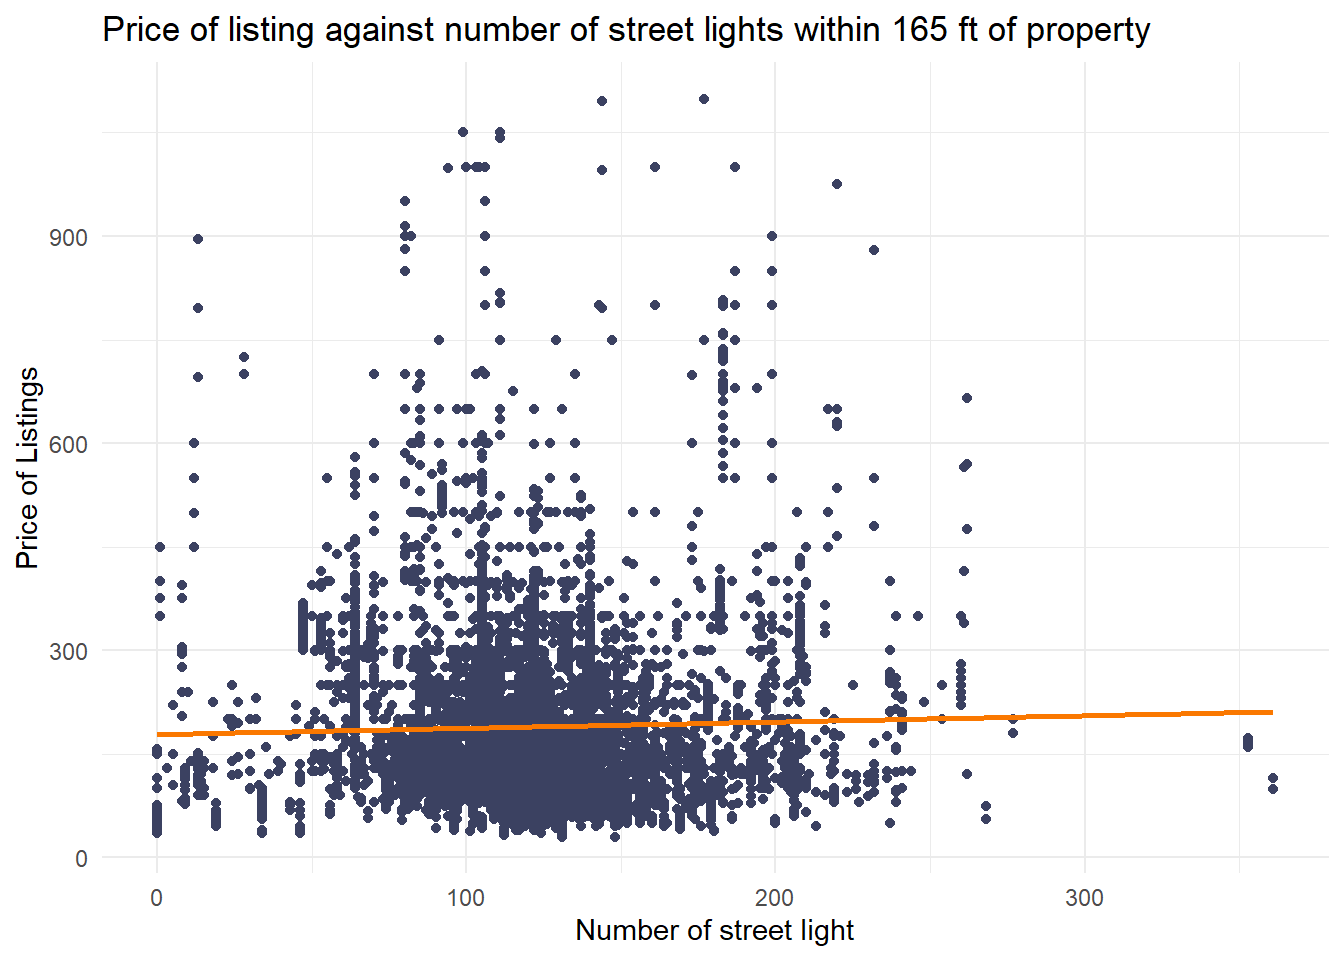 Price of listing against number of street lights within 165 ft of property
Price of Listings
900
600
300
0
0 100 200 300
Number of street light